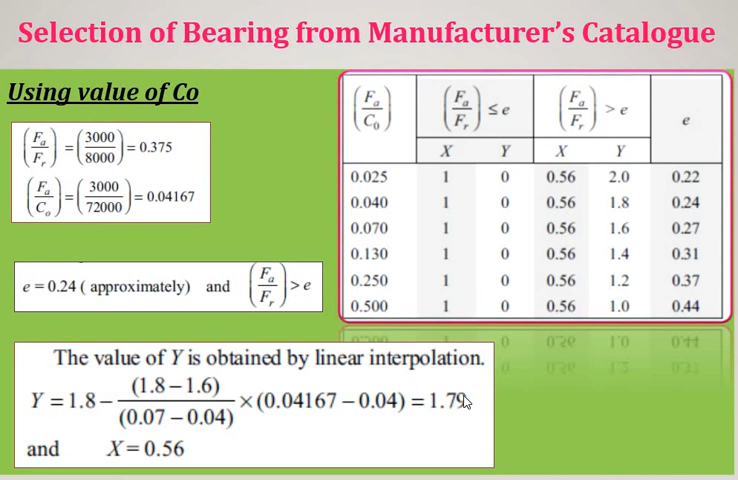 Selection of Bearing from Manufacturer's Catalogue
Using value of Co
(Fa/Fr) = (3000/8000) = 0.375
(Fa/Co) = (3000/72000) = 0.04167
e = 0.24 ( approximately) and (Fa/Fr) > e
(Fa/C0) (Fa/Fr) ≤ e (Fa/Fr) > e e
X Y X Y
0.025 1 0 0.56 2.0 0.22
0.040 1 0 0.56 1.8 0.24
0.070 1 0 0.56 1.6 0.27
0.130 1 0 0.56 1.4 0.31
0.250 1 0 0.56 1.2 0.37
0.500 1 0 0.56 1.0 0.44
The value of Y is obtained by linear interpolation.
Y = 1.8 − (1.8 − 1.6)/(0.07 − 0.04) × (0.04167 − 0.04) = 1.79
and X = 0.56